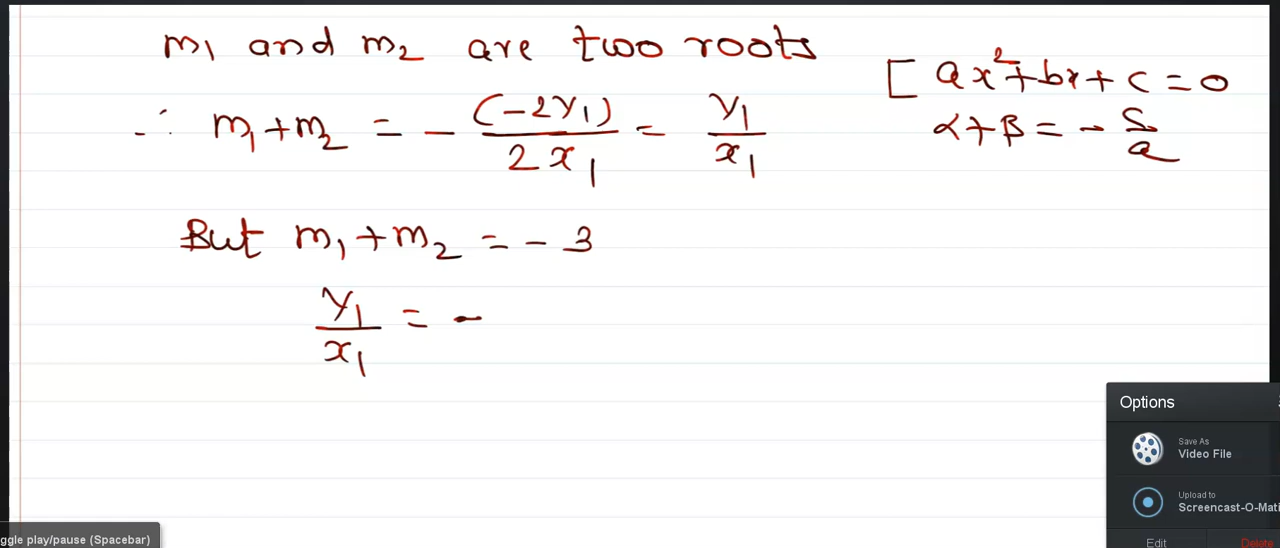 m1 and m2 are two roots
[ ax²+bx+c=0
∴ m1+m2 = - (-2y1)/2x1 = y1/x1
α+β = - b/a
But m1+m2 = - 3
y1/x1 = -
Options
Save As
Video File
Upload to
Screencast-O-Mati
ggle play/pause (Spacebar)
Edit
Delete